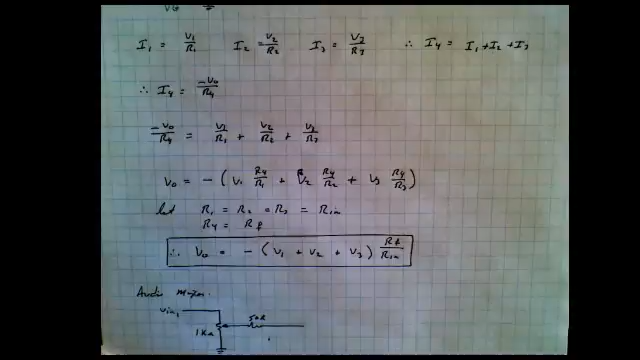 I₁ = V₁/R₁ I₂ = V₂/R₂ I₃ = V₃/R₃ ∴ I₄ = I₁ + I₂ + I₃
∴ I₄ = -V₀/R₄
-V₀/R₄ = V₁/R₁ + V₂/R₂ + V₃/R₃
V₀ = - ( V₁ R₄/R₁ + V₂ R₄/R₂ + V₃ R₄/R₃ )
let R₁ = R₂ = R₃ = Rin
R₄ = Rf
∴ V₀ = - ( V₁ + V₂ + V₃ ) Rf/Rin
Audio Mixer.
Vin₁